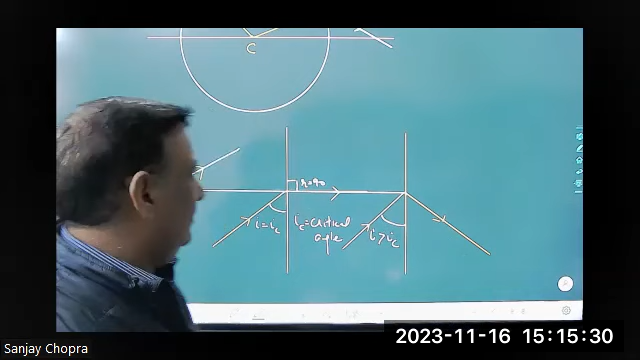 C
r=90
i=ic
ic=critical
angle
i>ic
2023-11-16 15:15:30
Sanjay Chopra